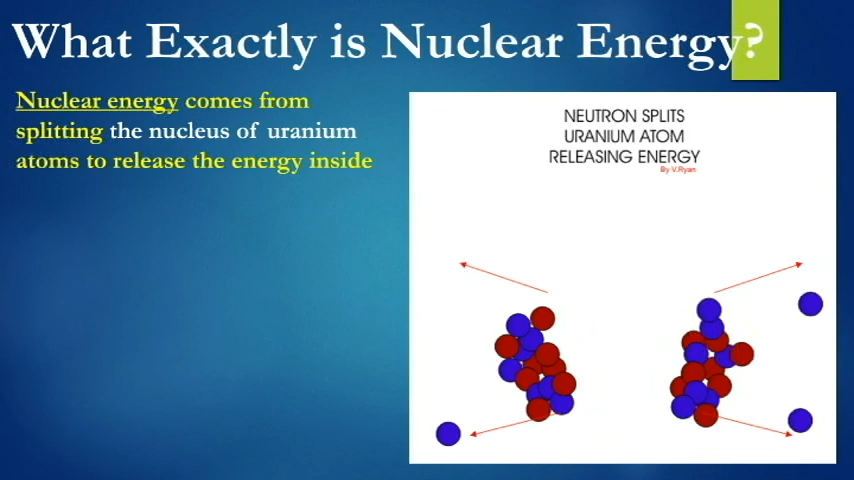 What Exactly is Nuclear Energy?
Nuclear energy comes from
splitting the nucleus of uranium
atoms to release the energy inside
NEUTRON SPLITS
URANIUM ATOM
RELEASING ENERGY
By V.Ryan